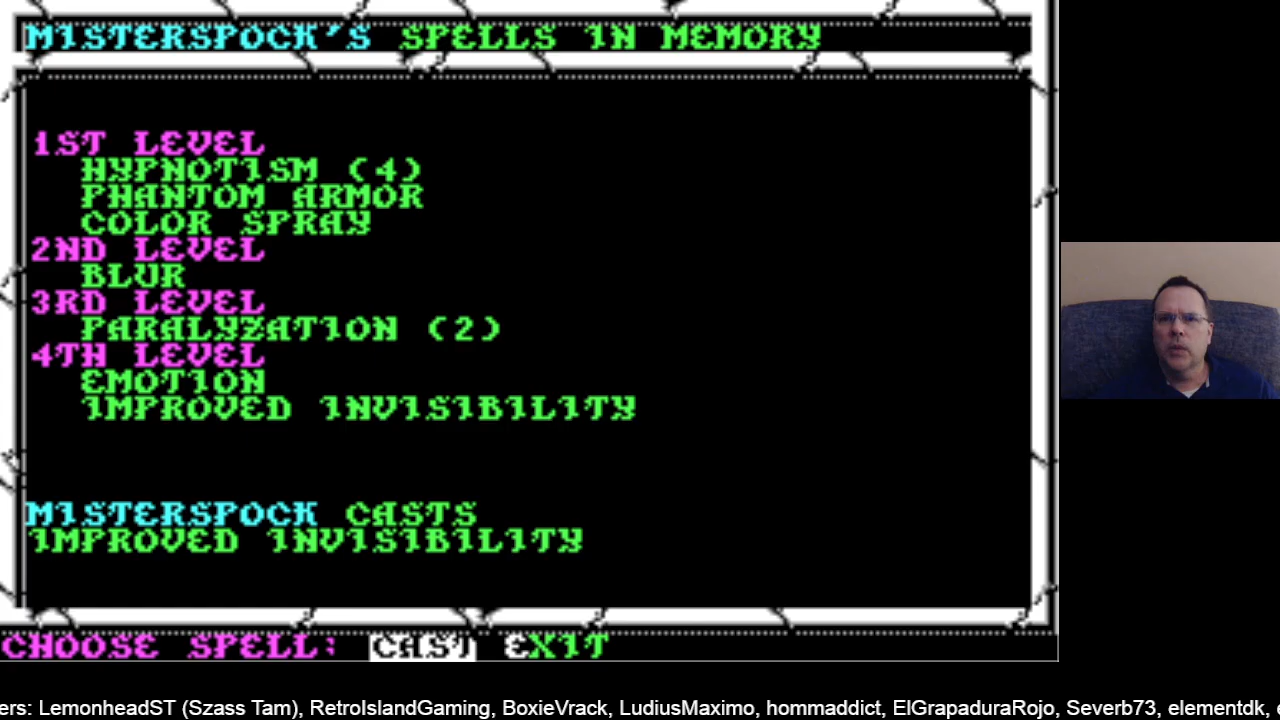 MISTERSPOCK'S SPELLS IN MEMORY
1ST LEVEL
HYPNOTISM (4)
PHANTOM ARMOR
COLOR SPRAY
2ND LEVEL
BLUR
3RD LEVEL
PARALYZATION (2)
4TH LEVEL
EMOTION
IMPROVED INVISIBILITY
MISTERSPOCK CASTS
IMPROVED INVISIBILITY
CHOOSE SPELL: CAST EXIT
ers: LemonheadST (Szass Tam), RetroIslandGaming, BoxieVrack, LudiusMaximo, hommaddict, ElGrapaduraRojo, Severb73, elementdk,